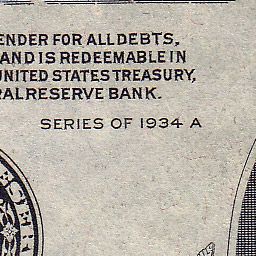 ENDER FOR ALL DEBTS,
AND IS REDEEMABLE IN
UNITED STATES TREASURY,
RAL RESERVE BANK.
SERIES OF 1934 A